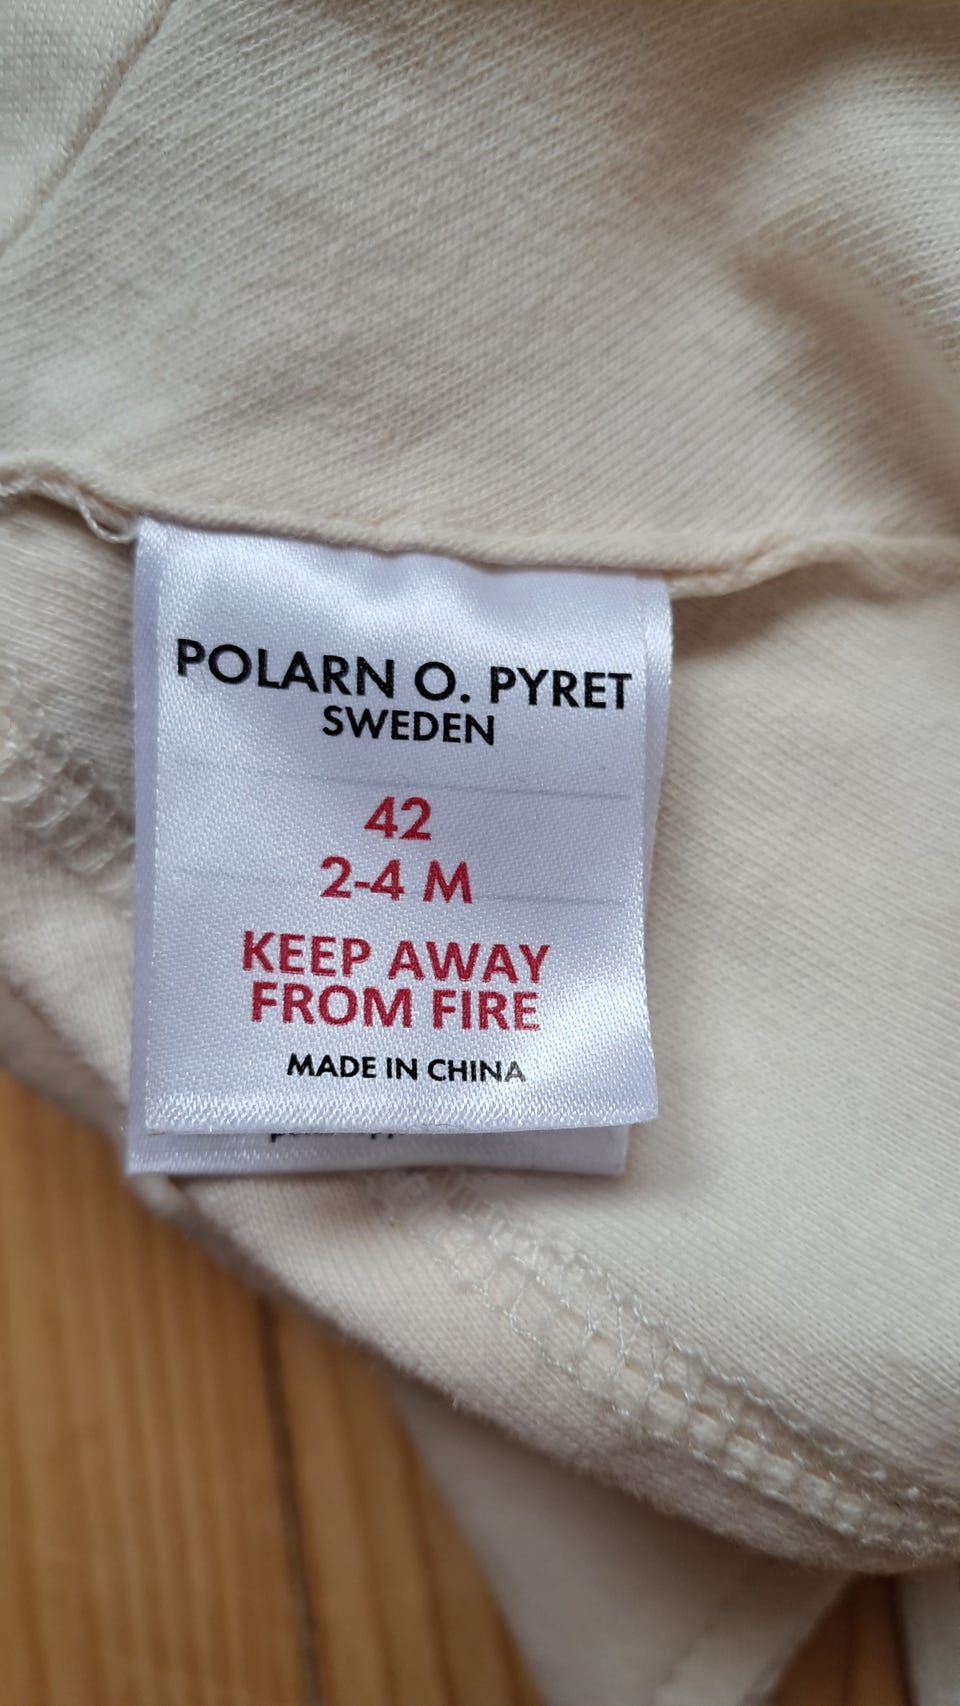 POLARN O. PYRET
SWEDEN
42
2-4 M
KEEP AWAY
FROM FIRE
MADE IN CHINA